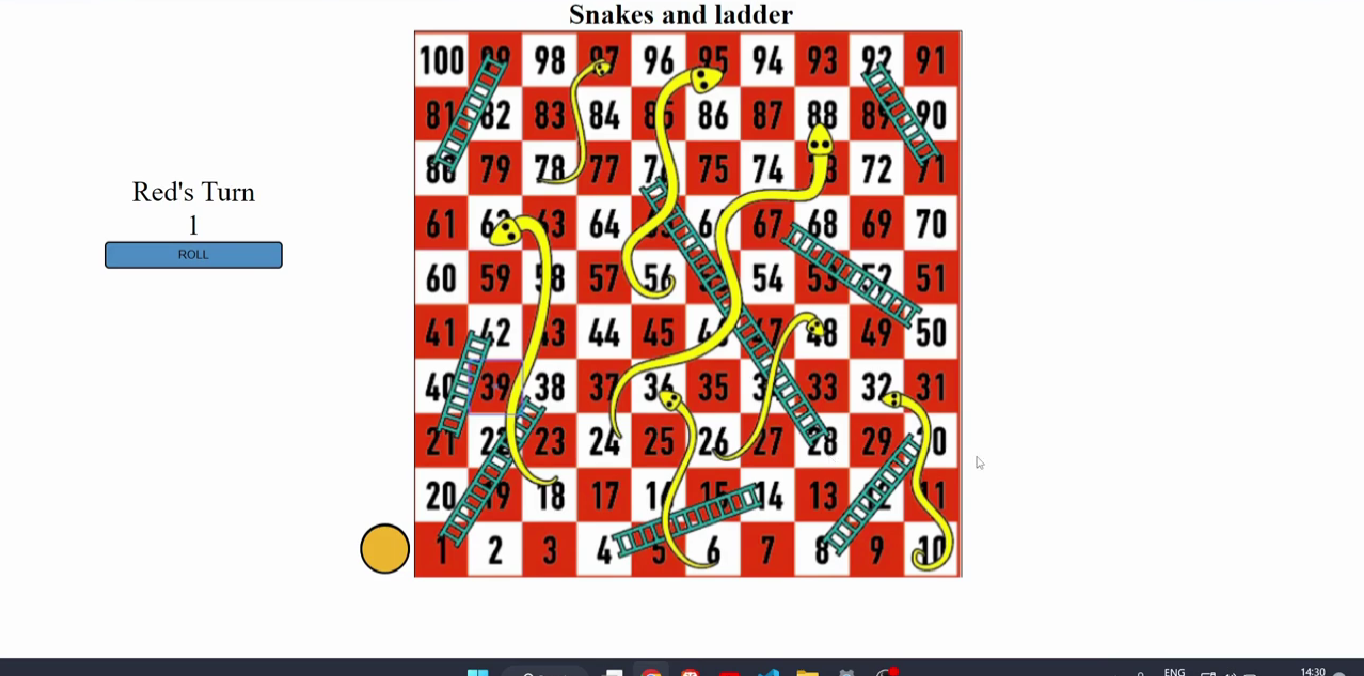 Snakes and ladder
100 99 98 97 96 95 94 93 92 91
81 82 83 84 85 86 87 88 89 90
80 79 78 77 76 75 74 73 72 71
Red's Turn
1
ROLL
61 62 63 64 66 67 68 69 70
60 59 58 57 56 54 53 52 51
41 42 43 44 45 46 47 48 49 50
40 39 38 37 36 35 34 33 32 31
21 22 23 24 25 26 27 28 29 30
20 19 18 17 16 15 14 13 11
1 2 3 4 5 6 7 8 9 10
ENG
14:30